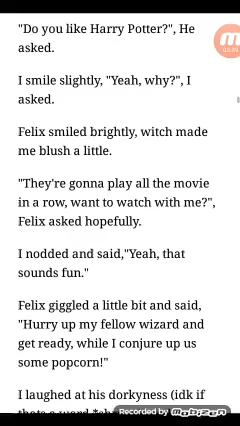 "Do you like Harry Potter?", He
asked.
I smile slightly, "Yeah, why?", I
asked.
Felix smiled brightly, witch made
me blush a little.
"They're gonna play all the movie
in a row, want to watch with me?",
Felix asked hopefully.
I nodded and said,"Yeah, that
sounds fun."
Felix giggled a little bit and said,
"Hurry up my fellow wizard and
get ready, while I conjure up us
some popcorn!"
I laughed at his dorkyness (idk if
thats a word
Recorded by MOBIZEN